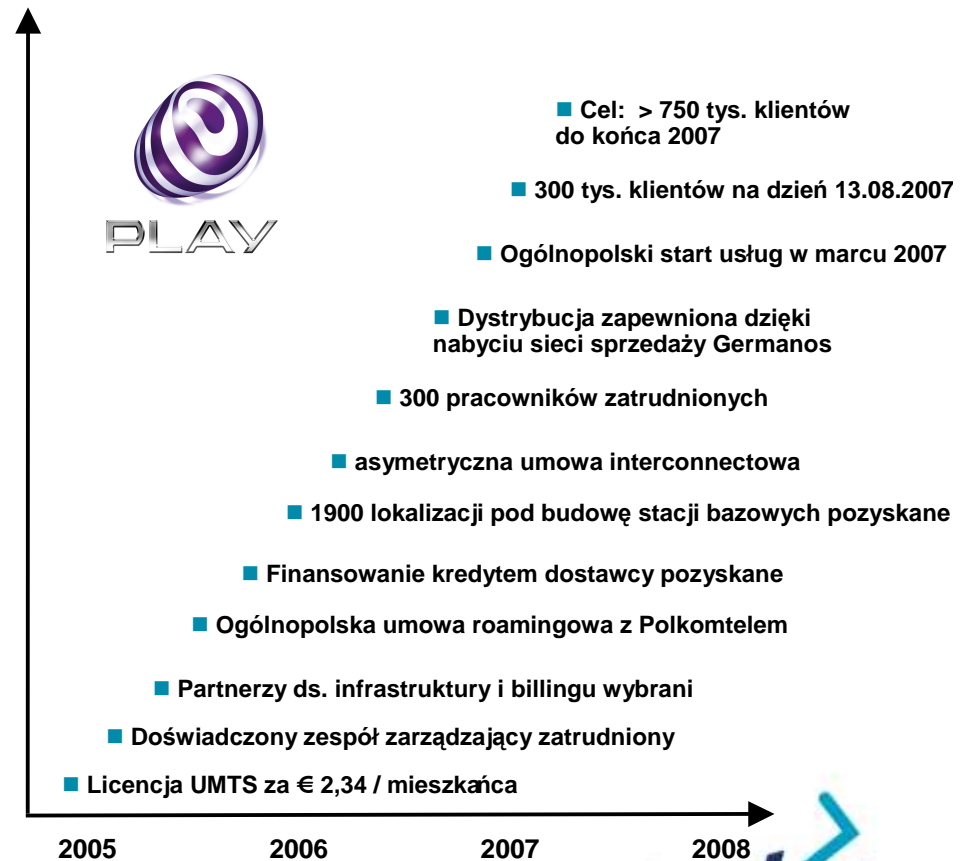 PLAY
Cel: > 750 tys. klientów
do końca 2007
300 tys. klientów na dzień 13.08.2007
Ogólnopolski start usług w marcu 2007
Dystrybucja zapewniona dzięki
nabyciu sieci sprzedaży Germanos
300 pracowników zatrudnionych
asymetryczna umowa interconnectowa
1900 lokalizacji pod budowę stacji bazowych pozyskane
Finansowanie kredytem dostawcy pozyskane
Ogólnopolska umowa roamingowa z Polkomtelem
Partnerzy ds. infrastruktury i billingu wybrani
Doświadczony zespół zarządzający zatrudniony
Licencja UMTS za € 2,34 / mieszkańca
2005 2006 2007 2008